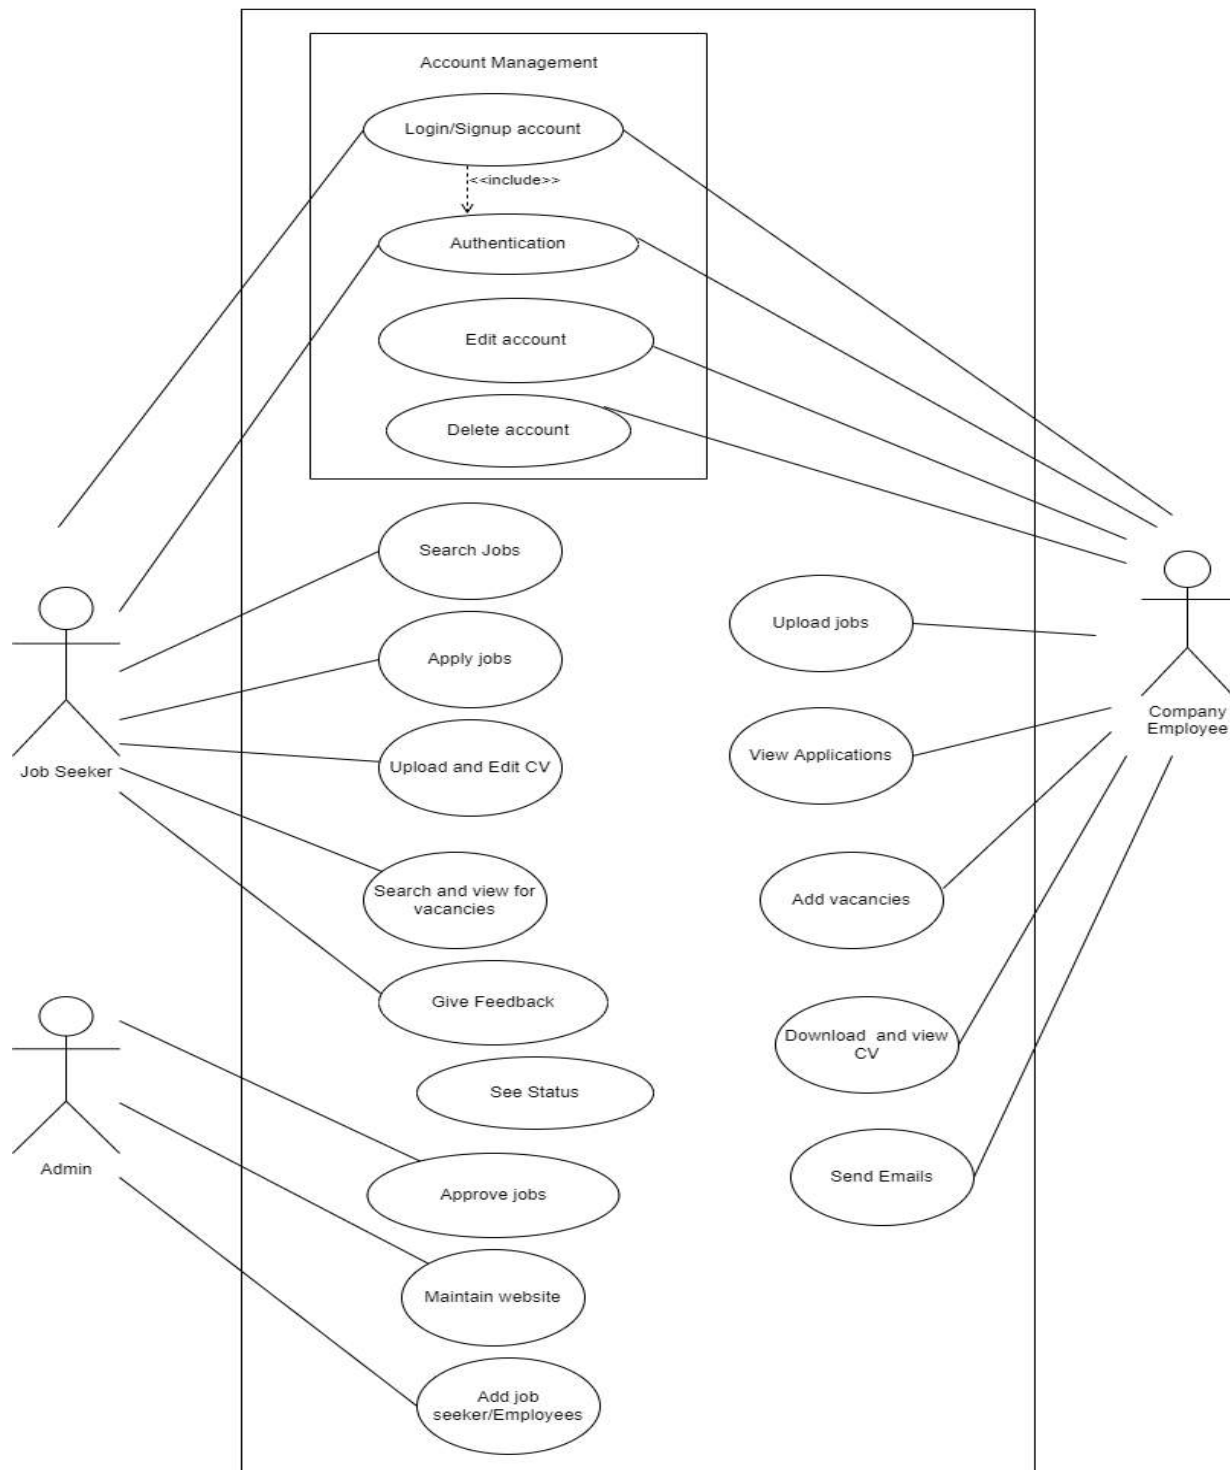 Account Management
Login/Signup account
<<include>>
Authentication
Edit account
Delete account
Search Jobs
Upload jobs
Apply jobs
Company
Employee
View Applications
Upload and Edit CV
Job Seeker
Search and view for
vacancies
Add vacancies
Give Feedback
Download  and view
CV
See Status
Admin
Send Emails
Approve jobs
Maintain website
Add job
seeker/Employees